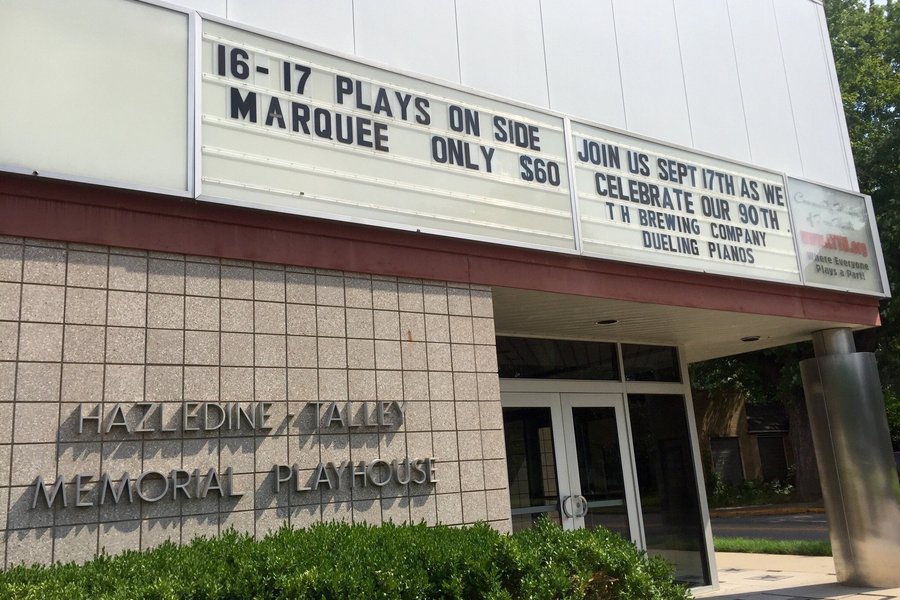 16-17 PLAYS ON SIDE
MARQUEE ONLY $60
JOIN US SEPT 17TH AS WE
CELEBRATE OUR 90TH.
TH BREWING COMPANY
DUELING PIANOS
Where Everyone
Plays a Part!
HAZLEDINE - TALLEY
MEMORIAL PLAYHOUSE